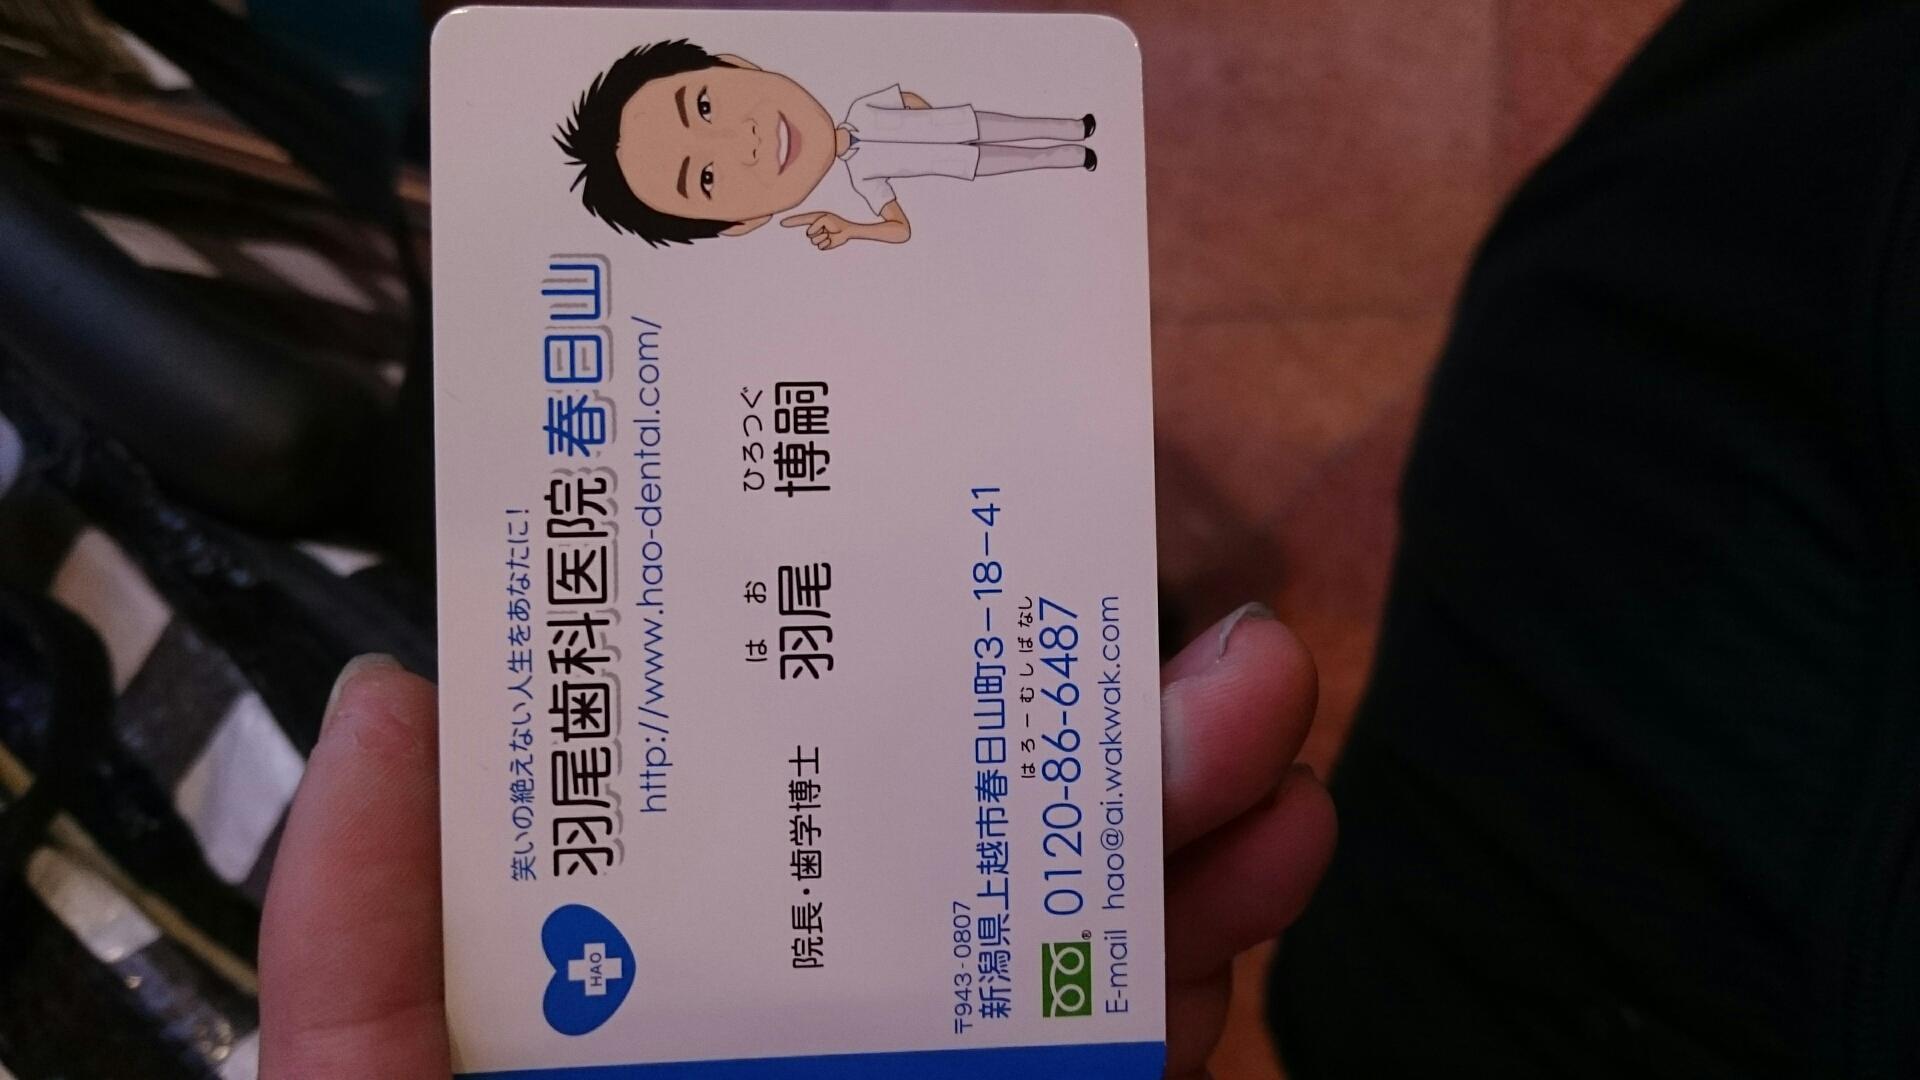 笑いの絶えない人生をあなたに!
HAO
羽尾歯科医院 春日山
http://www.hao-dental.com/
は お ひろつぐ
院長・歯学博士 羽尾 博嗣
〒943-0807
新潟県上越市春日山町3-18-41
はろーむしばなし
0120-86-6487
E-mail hao@ai.wakwak.com